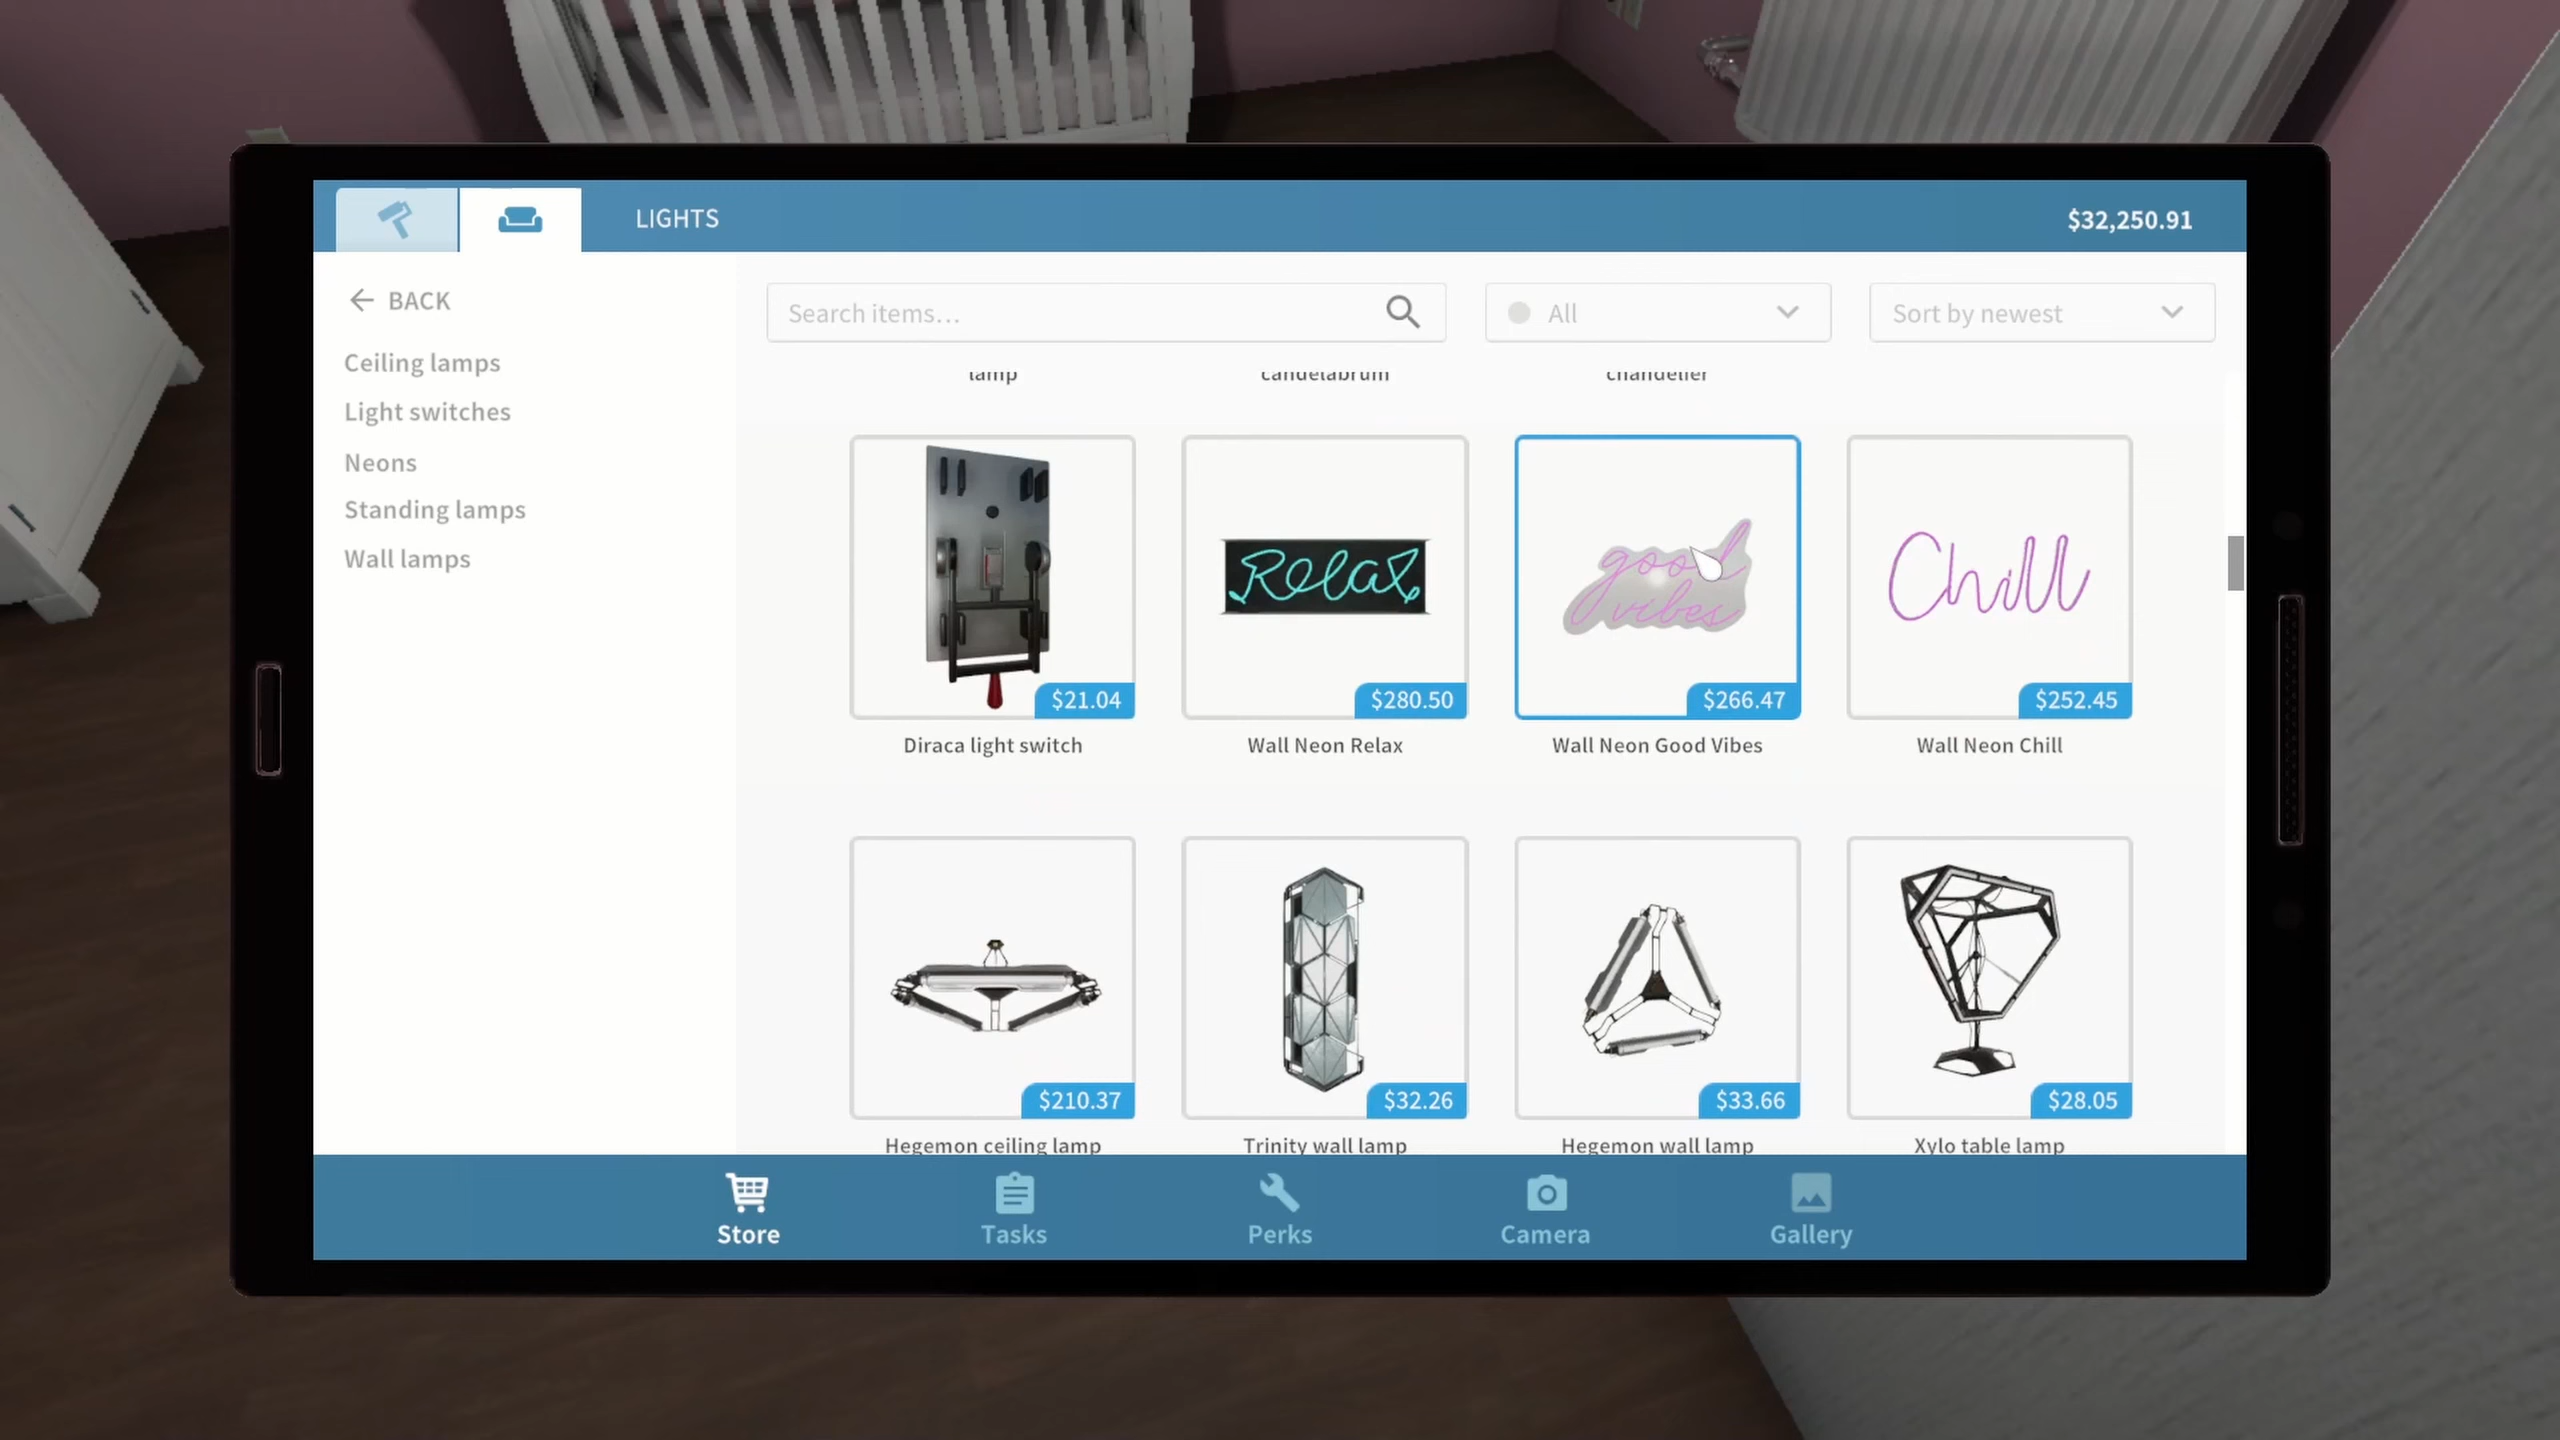 LIGHTS
$32,250.91
BACK
Search items...
All
Sort by newest
Ceiling lamps
Light switches
Neons
Standing lamps
Wall lamps
lamp
candelabrum
chandelier
Relax
good vibes
Chill
$21.04
$280.50
$266.47
$252.45
Diraca light switch
Wall Neon Relax
Wall Neon Good Vibes
Wall Neon Chill
$210.37
$32.26
$33.66
$28.05
Hegemon ceiling lamp
Trinity wall lamp
Hegemon wall lamp
Xylo table lamp
Store
Tasks
Perks
Camera
Gallery